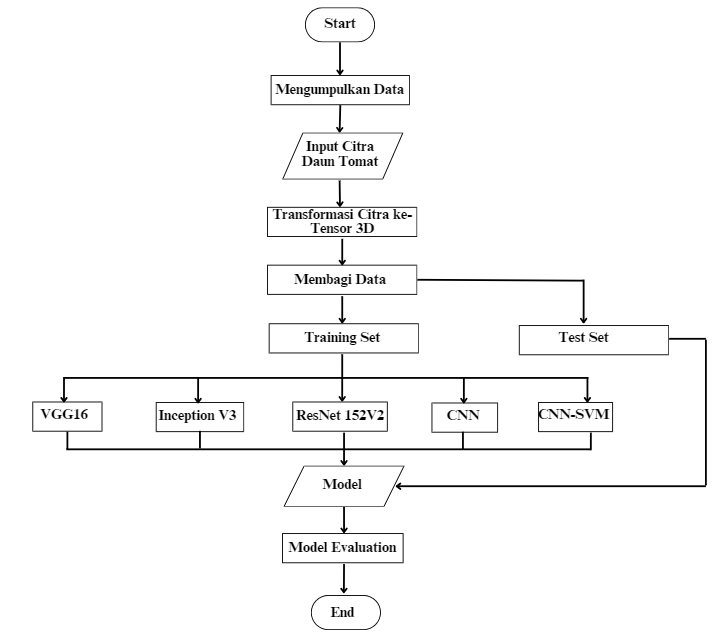 Start
Mengumpulkan Data
Input Citra
Daun Tomat
Transformasi Citra ke-
Tensor 3D
Membagi Data
Training Set
Test Set
VGG16
Inception V3
ResNet 152V2
CNN
CNN-SVM
Model
Model Evaluation
End